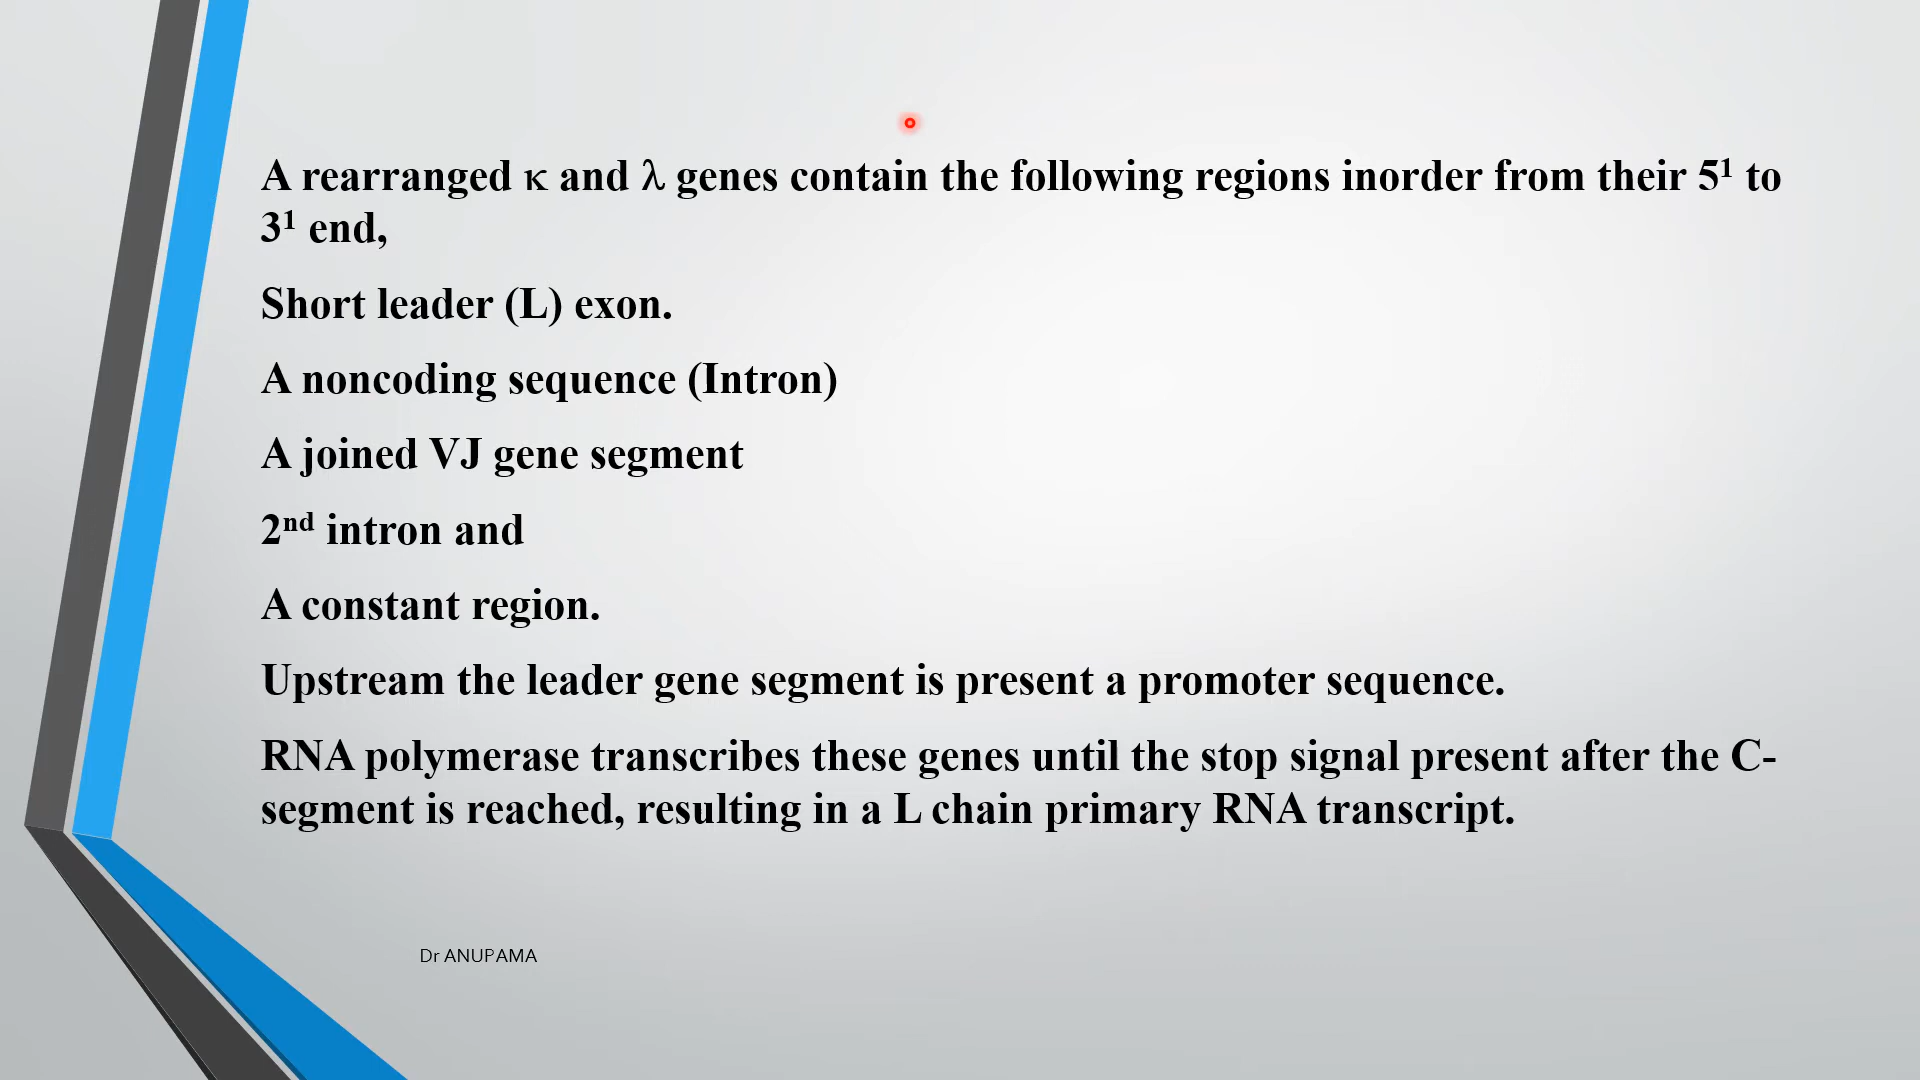 A rearranged κ and λ genes contain the following regions inorder from their 5¹ to
3¹ end,
Short leader (L) exon.
A noncoding sequence (Intron)
A joined VJ gene segment
2ⁿᵈ intron and
A constant region.
Upstream the leader gene segment is present a promoter sequence.
RNA polymerase transcribes these genes until the stop signal present after the C-
segment is reached, resulting in a L chain primary RNA transcript.
Dr ANUPAMA